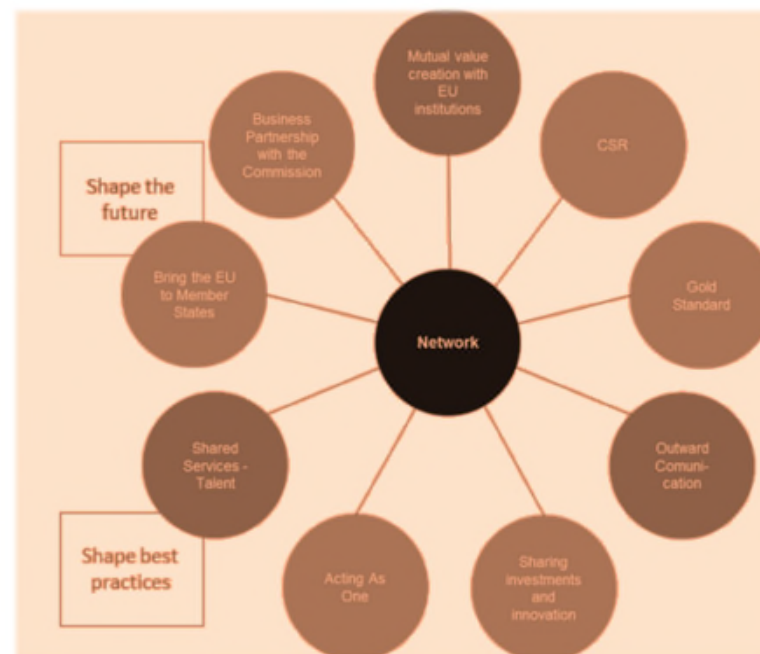 Mutual value
creation with
EU
institutions
Business
Partnership
with the
Commission
CSR
Shape the
future
Bring the EU
to Member
States
Gold
Standard
Network
Shared
Services -
Talent
Outward
Comuni-
cation
Shape best
practices
Acting As
One
Sharing
investments
and
innovation